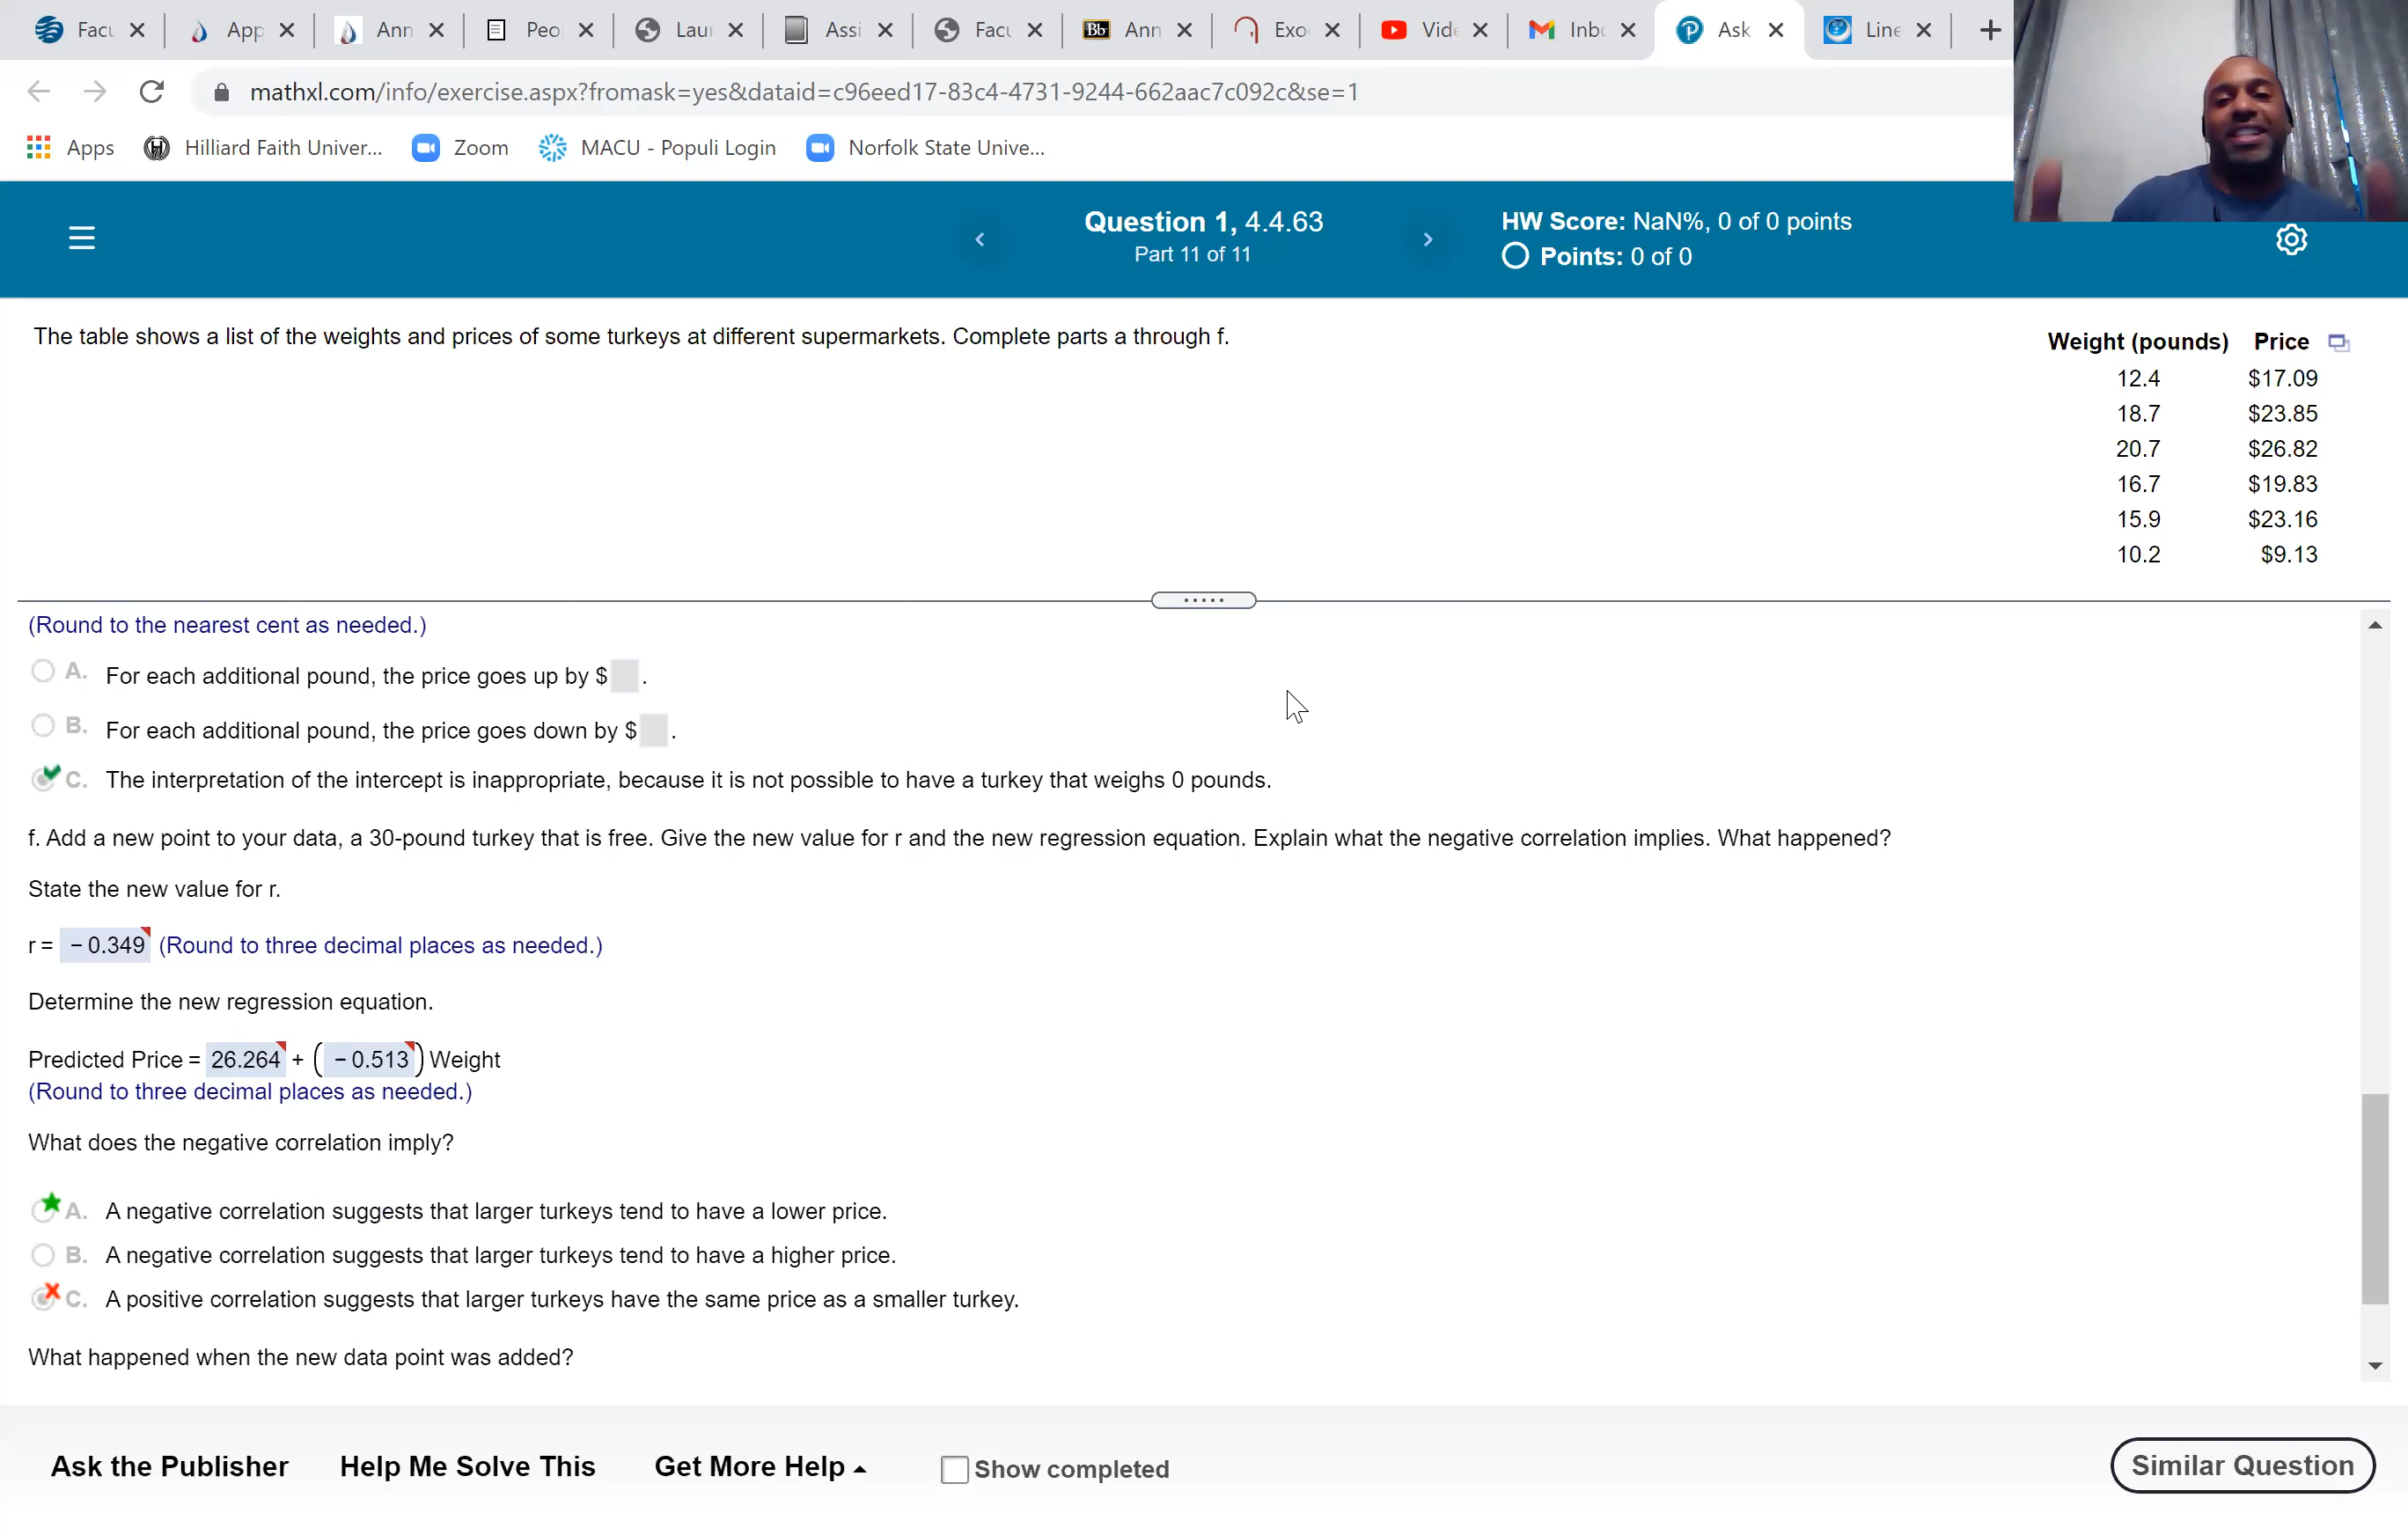 Facu App Ann Peo Laun Assi Facu Bb Ann Exo Vide Inbo Ask Line
mathxl.com/info/exercise.aspx?fromask=yes&dataid=c96eed17-83c4-4731-9244-662aac7c092c&se=1
Apps Hilliard Faith Univer... Zoom MACU - Populi Login Norfolk State Unive...
Question 1, 4.4.63
Part 11 of 11
HW Score: NaN%, 0 of 0 points
Points: 0 of 0
The table shows a list of the weights and prices of some turkeys at different supermarkets. Complete parts a through f.
Weight (pounds) Price
12.4 $17.09
18.7 $23.85
20.7 $26.82
16.7 $19.83
15.9 $23.16
10.2 $9.13
(Round to the nearest cent as needed.)
A. For each additional pound, the price goes up by $ .
B. For each additional pound, the price goes down by $ .
C. The interpretation of the intercept is inappropriate, because it is not possible to have a turkey that weighs 0 pounds.
f. Add a new point to your data, a 30-pound turkey that is free. Give the new value for r and the new regression equation. Explain what the negative correlation implies. What happened?
State the new value for r.
r = − 0.349 (Round to three decimal places as needed.)
Determine the new regression equation.
Predicted Price = 26.264 + ( − 0.513 ) Weight
(Round to three decimal places as needed.)
What does the negative correlation imply?
A. A negative correlation suggests that larger turkeys tend to have a lower price.
B. A negative correlation suggests that larger turkeys tend to have a higher price.
C. A positive correlation suggests that larger turkeys have the same price as a smaller turkey.
What happened when the new data point was added?
Ask the Publisher Help Me Solve This Get More Help Show completed Similar Question